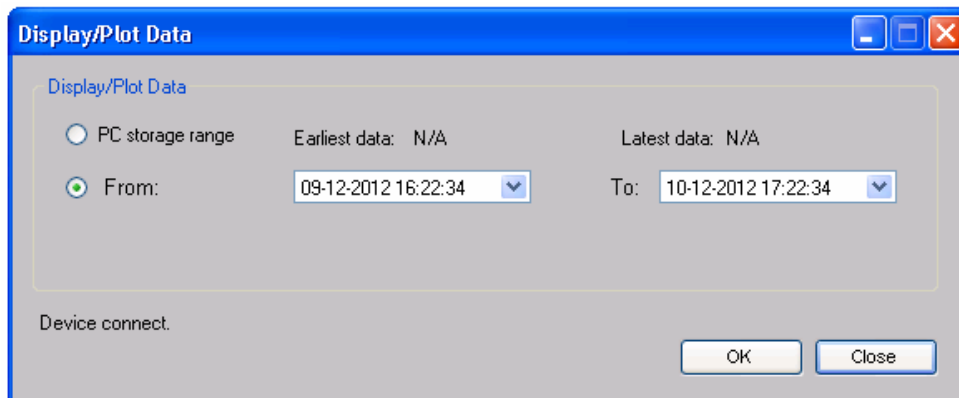 Display/Plot Data
Display/Plot Data
PC storage range Earliest data: N/A Latest data: N/A
From: 09-12-2012 16:22:34 To: 10-12-2012 17:22:34
Device connect.
OK Close